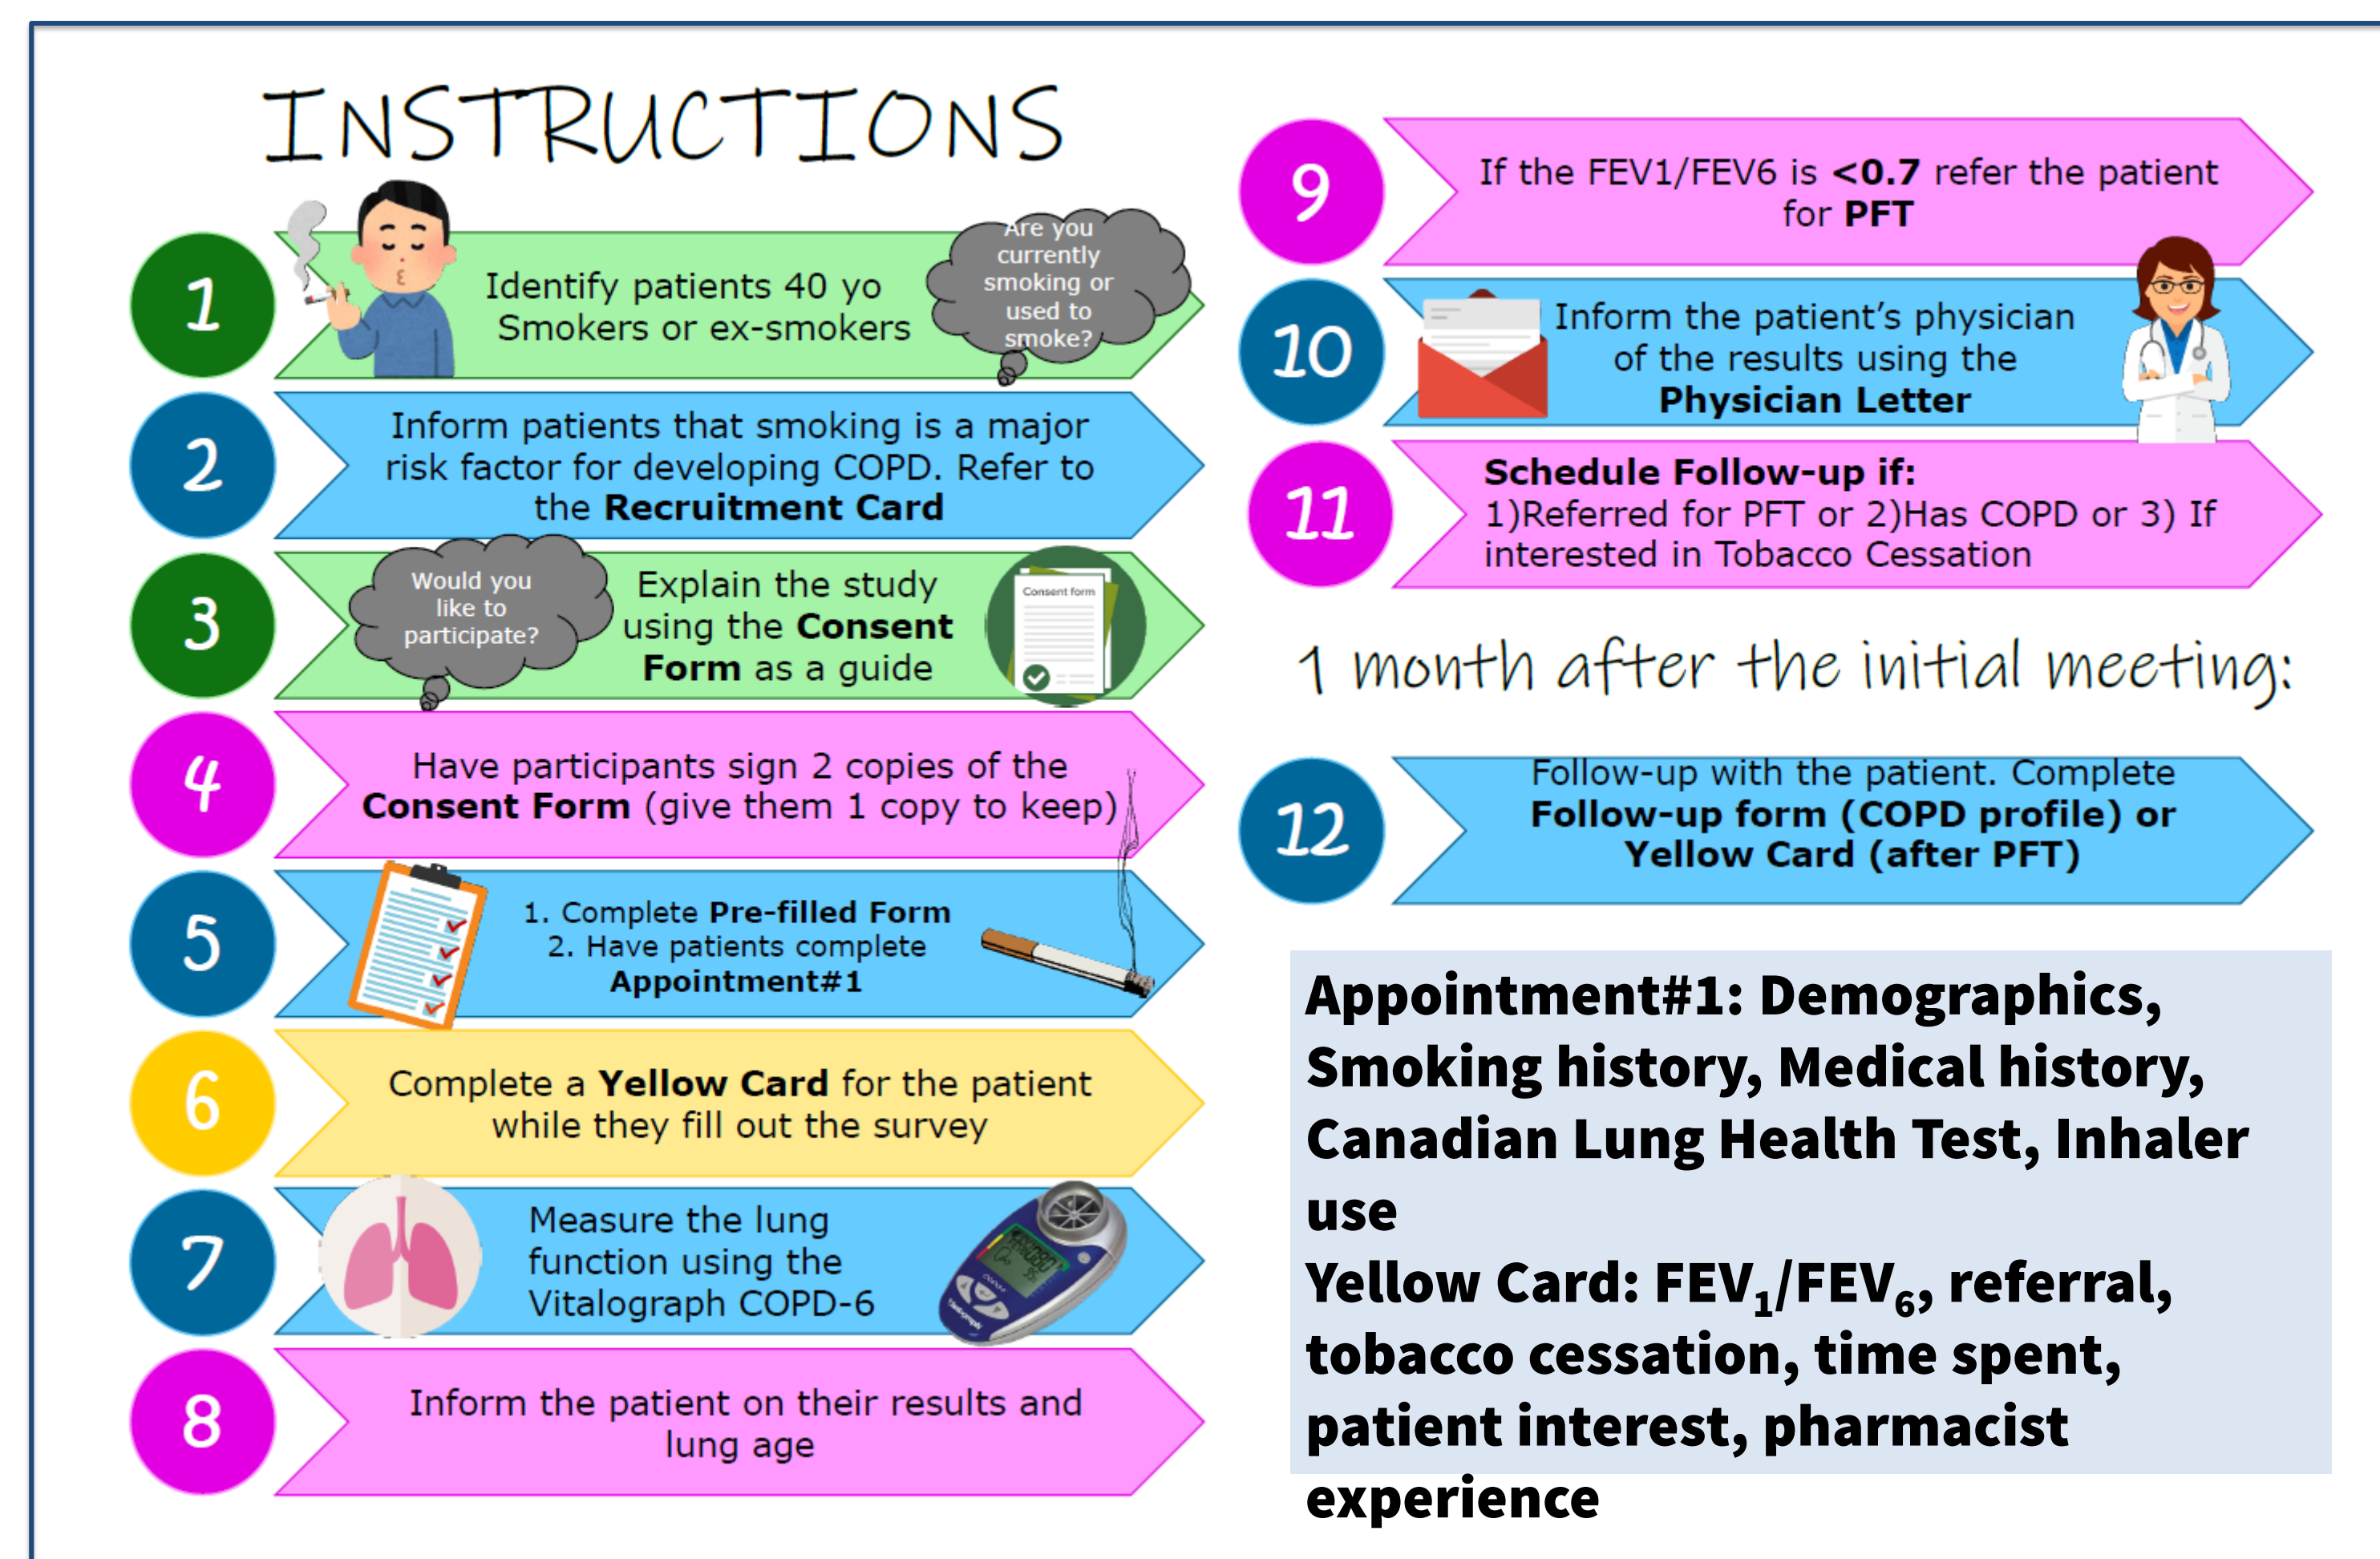 INSTRUCTIONS
1
Identify patients 40 yo
Smokers or ex-smokers
Are you
currently
smoking or
used to
smoke?
2
Inform patients that smoking is a major
risk factor for developing COPD. Refer to
the Recruitment Card
3
Would you
like to
participate?
Explain the study
using the Consent
Form as a guide
Consent form
4
Have participants sign 2 copies of the
Consent Form (give them 1 copy to keep)
5
1. Complete Pre-filled Form
2. Have patients complete
Appointment#1
6
Complete a Yellow Card for the patient
while they fill out the survey
7
Measure the lung
function using the
Vitalograph COPD-6
8
Inform the patient on their results and
lung age
9
If the FEV1/FEV6 is <0.7 refer the patient
for PFT
10
Inform the patient's physician
of the results using the
Physician Letter
11
Schedule Follow-up if:
1)Referred for PFT or 2)Has COPD or 3) If
interested in Tobacco Cessation
1 month after the initial meeting:
12
Follow-up with the patient. Complete
Follow-up form (COPD profile) or
Yellow Card (after PFT)
Appointment#1: Demographics,
Smoking history, Medical history,
Canadian Lung Health Test, Inhaler
use
Yellow Card: FEV₁/FEV₆, referral,
tobacco cessation, time spent,
patient interest, pharmacist
experience